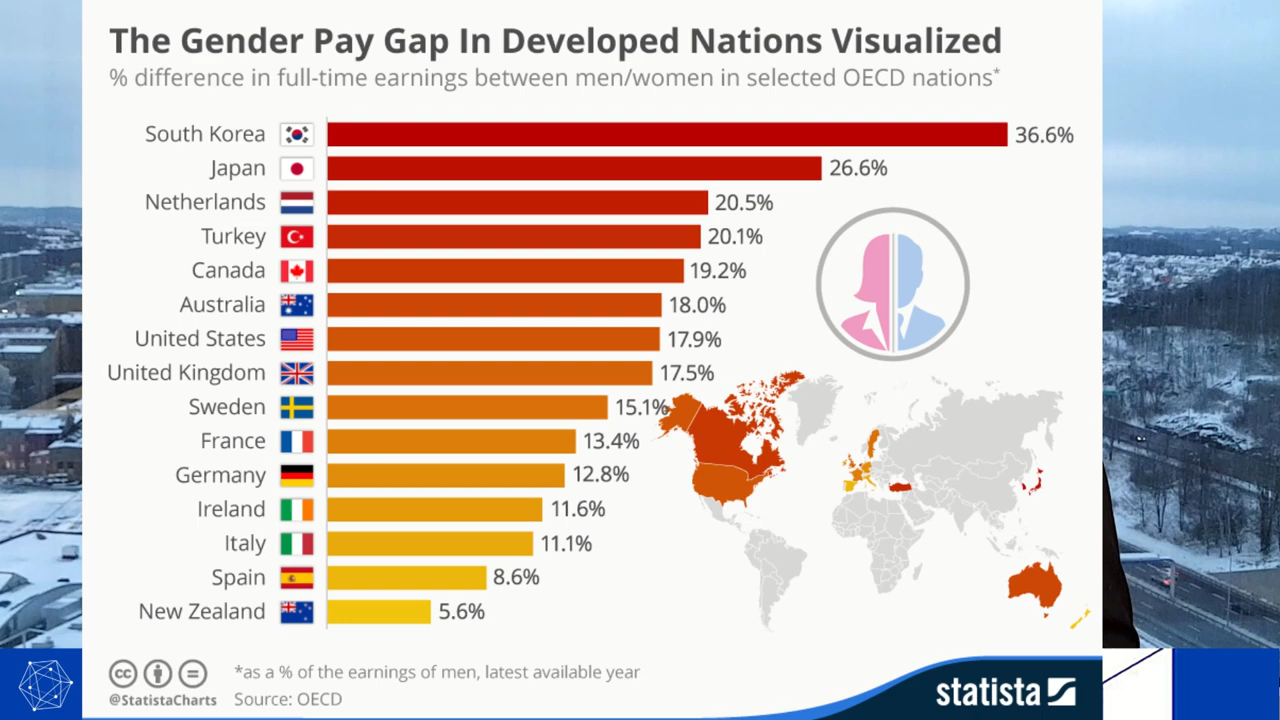 The Gender Pay Gap In Developed Nations Visualized
% difference in full-time earnings between men/women in selected OECD nations*
South Korea 36.6%
Japan 26.6%
Netherlands 20.5%
Turkey 20.1%
Canada 19.2%
Australia 18.0%
United States 17.9%
United Kingdom 17.5%
Sweden 15.1%
France 13.4%
Germany 12.8%
Ireland 11.6%
Italy 11.1%
Spain 8.6%
New Zealand 5.6%
cc
@StatistaCharts
*as a % of the earnings of men, latest available year
Source: OECD
statista